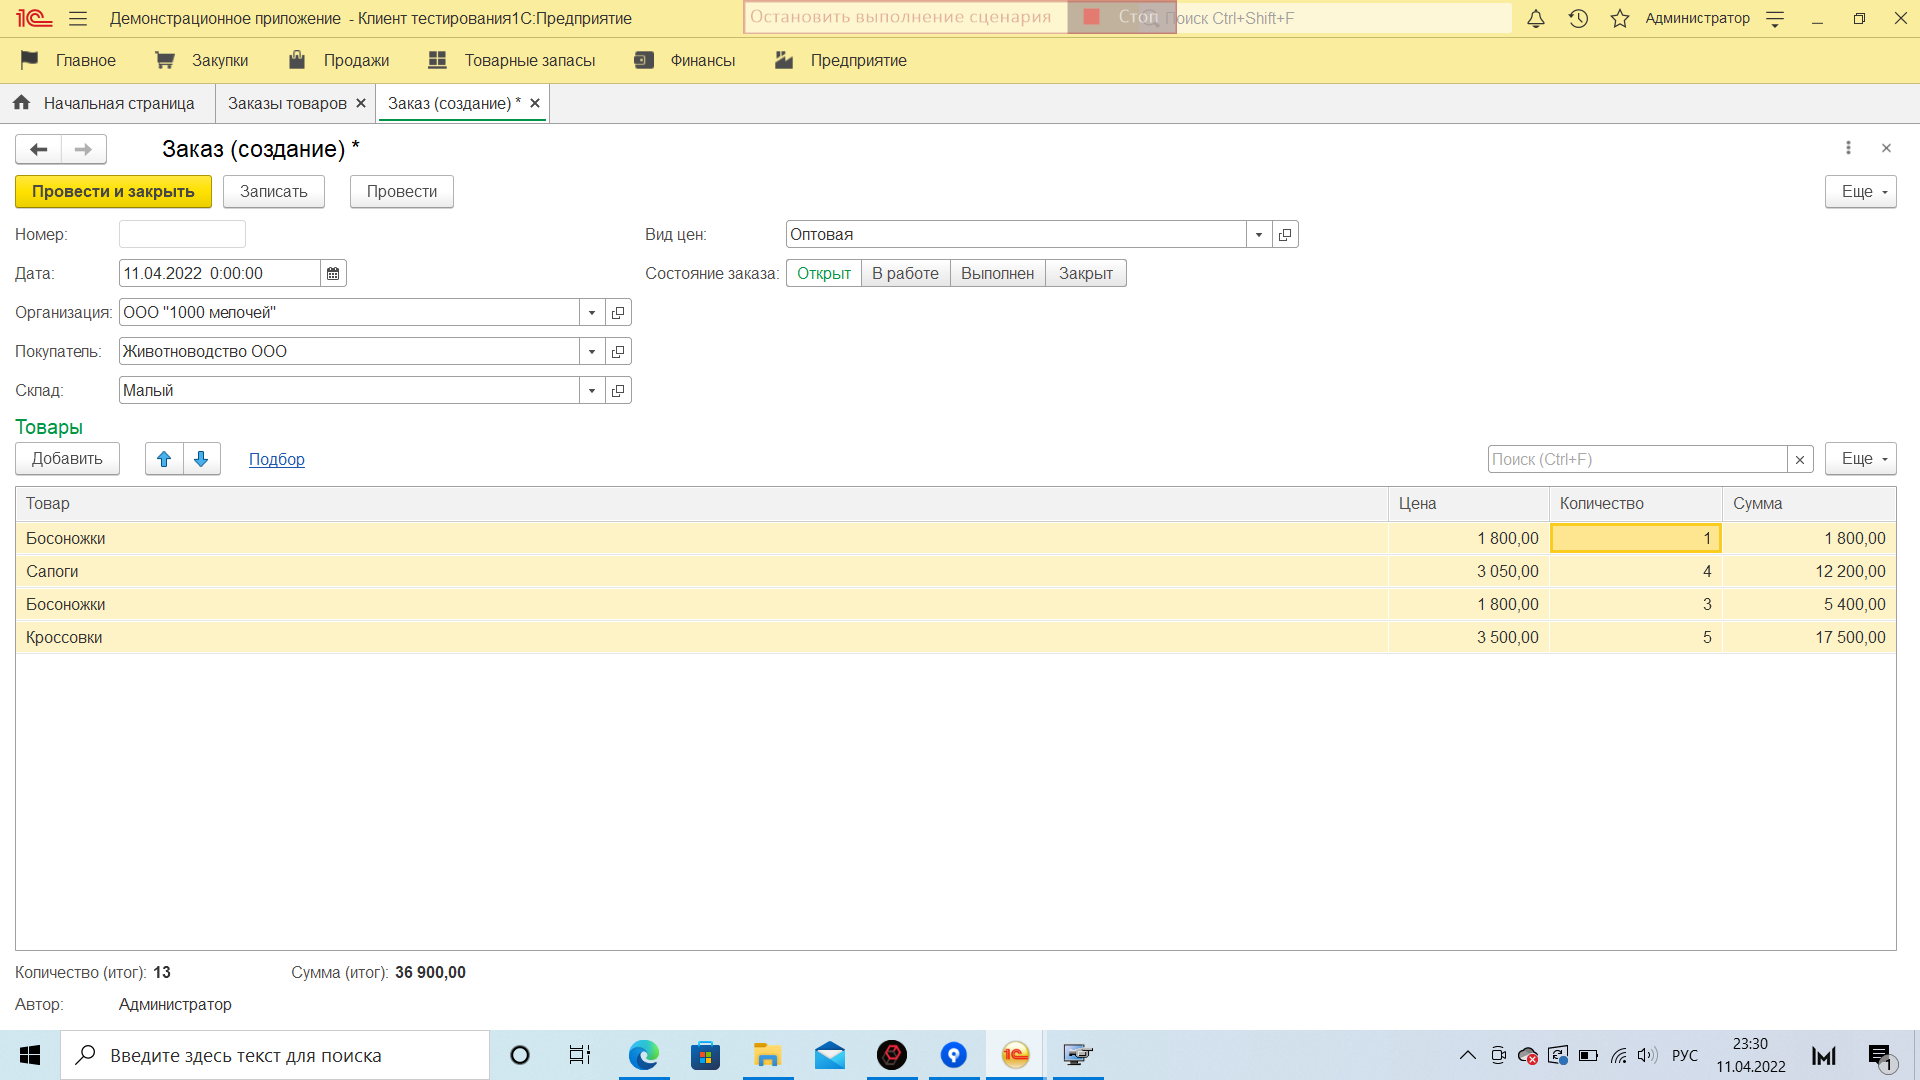 Демонстрационное приложение - Клиент тестирования1С:Предприятие
Остановить выполнение сценария Стоп Поиск Ctrl+Shift+F
Администратор
Главное Закупки Продажи Товарные запасы Финансы Предприятие
Начальная страница Заказы товаров Заказ (создание) *
Заказ (создание) *
Провести и закрыть Записать Провести Еще
Номер: Вид цен: Оптовая
Дата: 11.04.2022 0:00:00 Состояние заказа: Открыт В работе Выполнен Закрыт
Организация: ООО "1000 мелочей"
Покупатель: Животноводство ООО
Склад: Малый
Товары
Добавить Подбор Поиск (Ctrl+F) Еще
Товар Цена Количество Сумма
Босоножки 1 800,00 1 1 800,00
Сапоги 3 050,00 4 12 200,00
Босоножки 1 800,00 3 5 400,00
Кроссовки 3 500,00 5 17 500,00
Количество (итог): 13 Сумма (итог): 36 900,00
Автор: Администратор
Введите здесь текст для поиска
РУС
23:30
11.04.2022
1